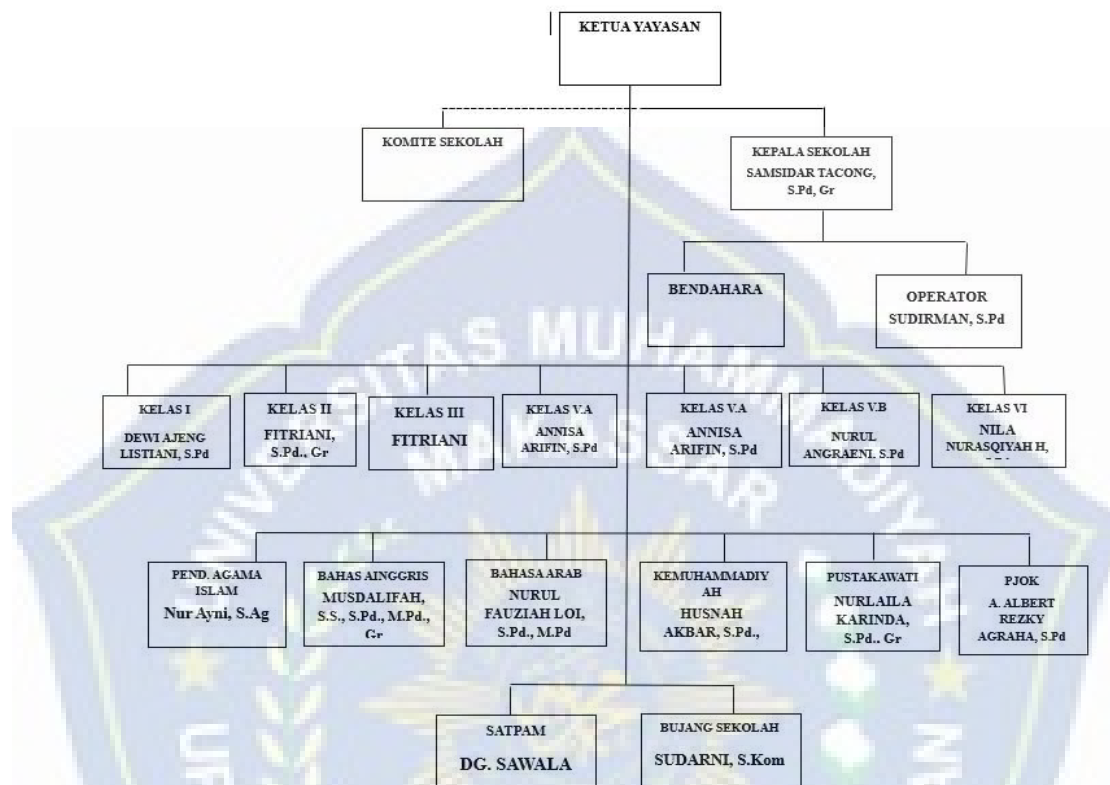 KETUA YAYASAN
KOMITE SEKOLAH
KEPALA SEKOLAH
SAMSIDAR TACONG,
S.Pd, Gr
BENDAHARA
OPERATOR
SUDIRMAN, S.Pd
KELAS I
DEWI AJENG
LISTIANI, S.Pd
KELAS II
FITRIANI,
S.Pd., Gr
KELAS III
FITRIANI
KELAS V.A
ANNISA
ARIFIN, S.Pd
KELAS V.A
ANNISA
ARIFIN, S.Pd
KELAS V.B
NURUL
ANGRAENI, S.Pd
KELAS VI
NILA
NURASQIYAH H,
PEND. AGAMA
ISLAM
Nur Ayni, S.Ag
BAHAS AINGGRIS
MUSDALIFAH,
S.S., S.Pd., M.Pd.,
Gr
BAHASA ARAB
NURUL
FAUZIAH LOI,
S.Pd., M.Pd
KEMUHAMMADIY
AH
HUSNAH
AKBAR, S.Pd.,
PUSTAKAWATI
NURLAILA
KARINDA,
S.Pd.. Gr
PJOK
A. ALBERT
REZKY
AGRAHA, S.Pd
SATPAM
DG. SAWALA
BUJANG SEKOLAH
SUDARNI, S.Kom
UNIVERSITAS MUHAMMADIYAH
MAKASSAR